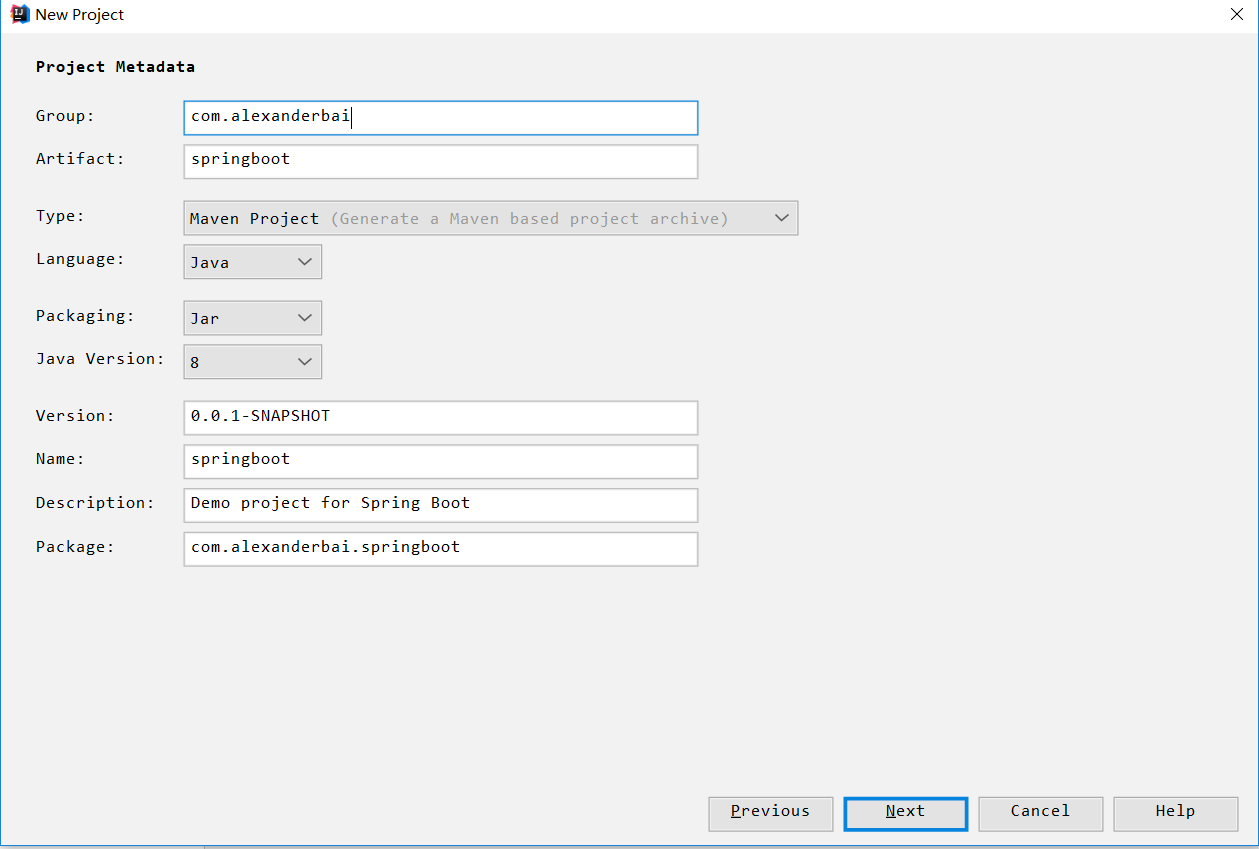 New Project
Project Metadata
Group: com.alexanderbai
Artifact: springboot
Type: Maven Project (Generate a Maven based project archive)
Language: Java
Packaging: Jar
Java Version: 8
Version: 0.0.1-SNAPSHOT
Name: springboot
Description: Demo project for Spring Boot
Package: com.alexanderbai.springboot
Previous Next Cancel Help